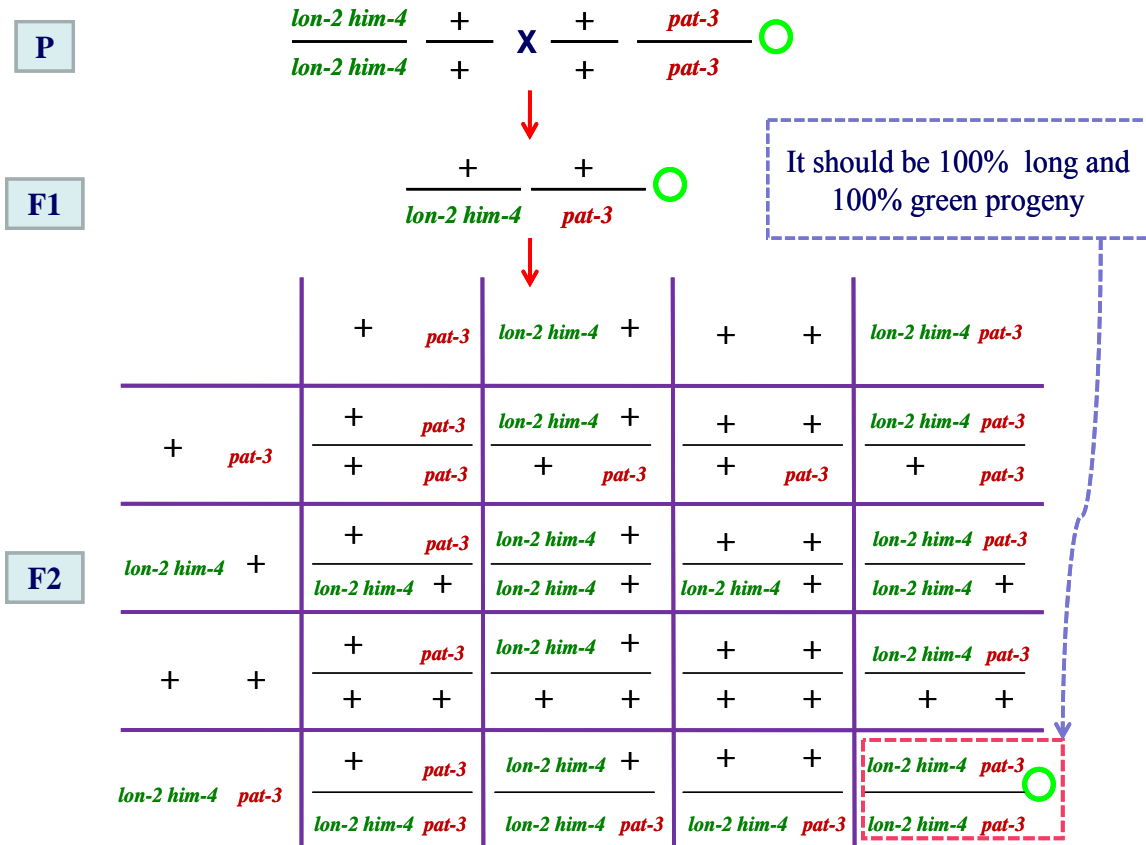 lon-2 him-4 + + pat-3
P X
lon-2 him-4 + + pat-3
It should be 100% long and
100% green progeny
+ +
F1
lon-2 him-4 pat-3
+ pat-3 lon-2 him-4 + + + lon-2 him-4 pat-3
+ pat-3 lon-2 him-4 + + + lon-2 him-4 pat-3
+ pat-3
+ pat-3 + pat-3 + pat-3 + pat-3
+ pat-3 lon-2 him-4 + + + lon-2 him-4 pat-3
F2 lon-2 him-4 +
lon-2 him-4 + lon-2 him-4 + lon-2 him-4 + lon-2 him-4 +
+ pat-3 lon-2 him-4 + + + lon-2 him-4 pat-3
+ +
+ + + + + + + +
+ pat-3 lon-2 him-4 + + + lon-2 him-4 pat-3
lon-2 him-4 pat-3
lon-2 him-4 pat-3 lon-2 him-4 pat-3 lon-2 him-4 pat-3 lon-2 him-4 pat-3